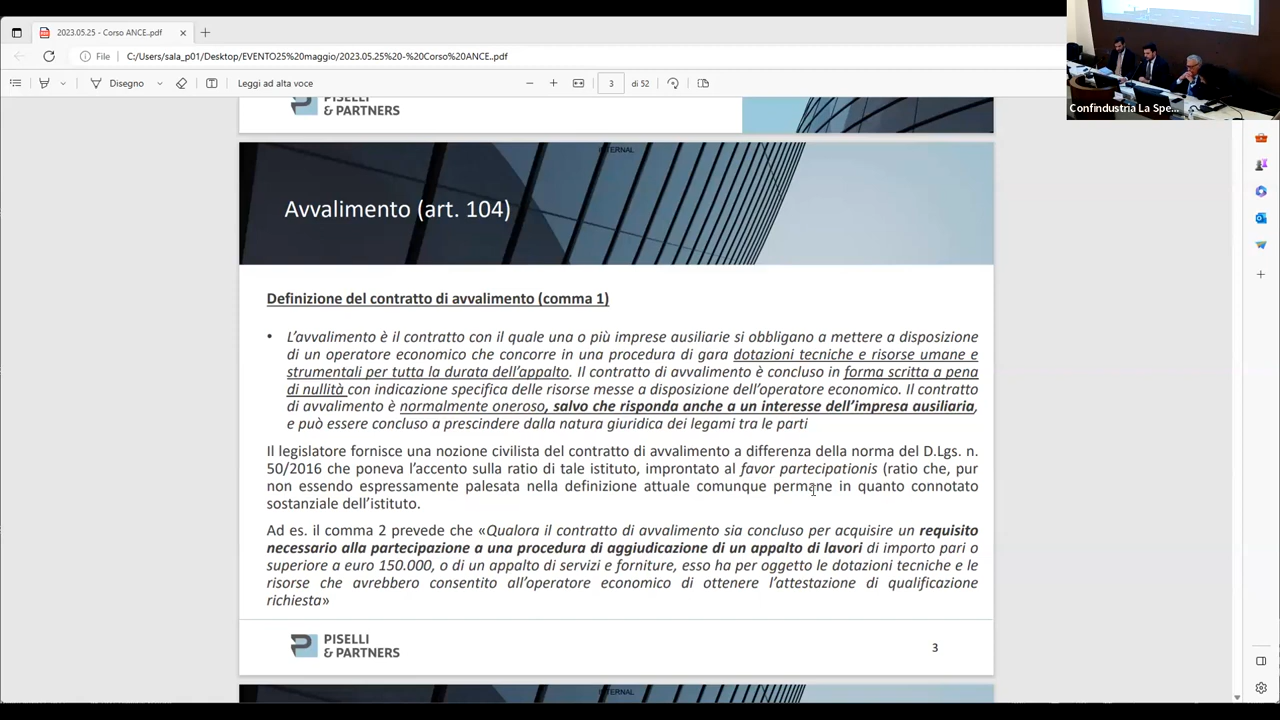 2023.05.25 - Corso ANCE..pdf
File
C:/Users/sala_p01/Desktop/EVENTO25%20maggio/2023.05.25%20-%20Corso%20ANCE..pdf
Disegno
Leggi ad alta voce
3
di 52
Confindustria La Spe...
PISELLI
& PARTNERS
INTERNAL
Avvalimento (art. 104)
Definizione del contratto di avvalimento (comma 1)
• L'avvalimento è il contratto con il quale una o più imprese ausiliarie si obbligano a mettere a disposizione
di un operatore economico che concorre in una procedura di gara dotazioni tecniche e risorse umane e
strumentali per tutta la durata dell'appalto. Il contratto di avvalimento è concluso in forma scritta a pena
di nullità con indicazione specifica delle risorse messe a disposizione dell'operatore economico. Il contratto
di avvalimento è normalmente oneroso, salvo che risponda anche a un interesse dell'impresa ausiliaria,
e può essere concluso a prescindere dalla natura giuridica dei legami tra le parti
Il legislatore fornisce una nozione civilista del contratto di avvalimento a differenza della norma del D.Lgs. n.
50/2016 che poneva l'accento sulla ratio di tale istituto, improntato al favor partecipationis (ratio che, pur
non essendo espressamente palesata nella definizione attuale comunque permane in quanto connotato
sostanziale dell'istituto.
Ad es. il comma 2 prevede che «Qualora il contratto di avvalimento sia concluso per acquisire un requisito
necessario alla partecipazione a una procedura di aggiudicazione di un appalto di lavori di importo pari o
superiore a euro 150.000, o di un appalto di servizi e forniture, esso ha per oggetto le dotazioni tecniche e le
risorse che avrebbero consentito all'operatore economico di ottenere l'attestazione di qualificazione
richiesta»
PISELLI
& PARTNERS
3
INTERNAL